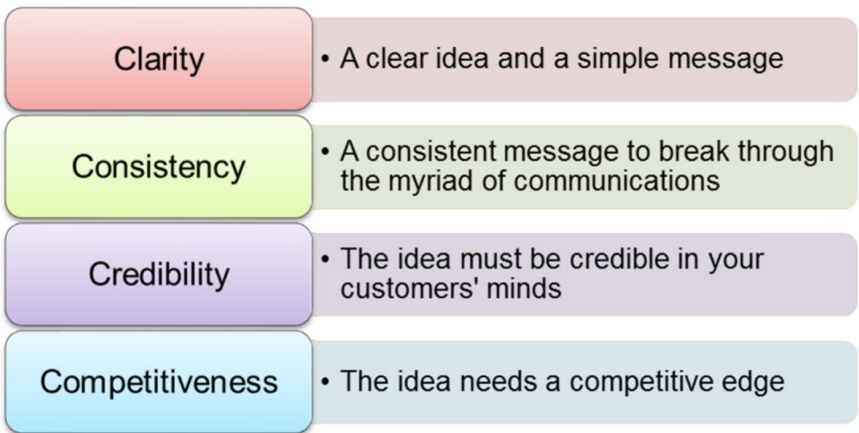 Clarity
• A clear idea and a simple message
Consistency
• A consistent message to break through
the myriad of communications
Credibility
• The idea must be credible in your
customers' minds
Competitiveness
• The idea needs a competitive edge